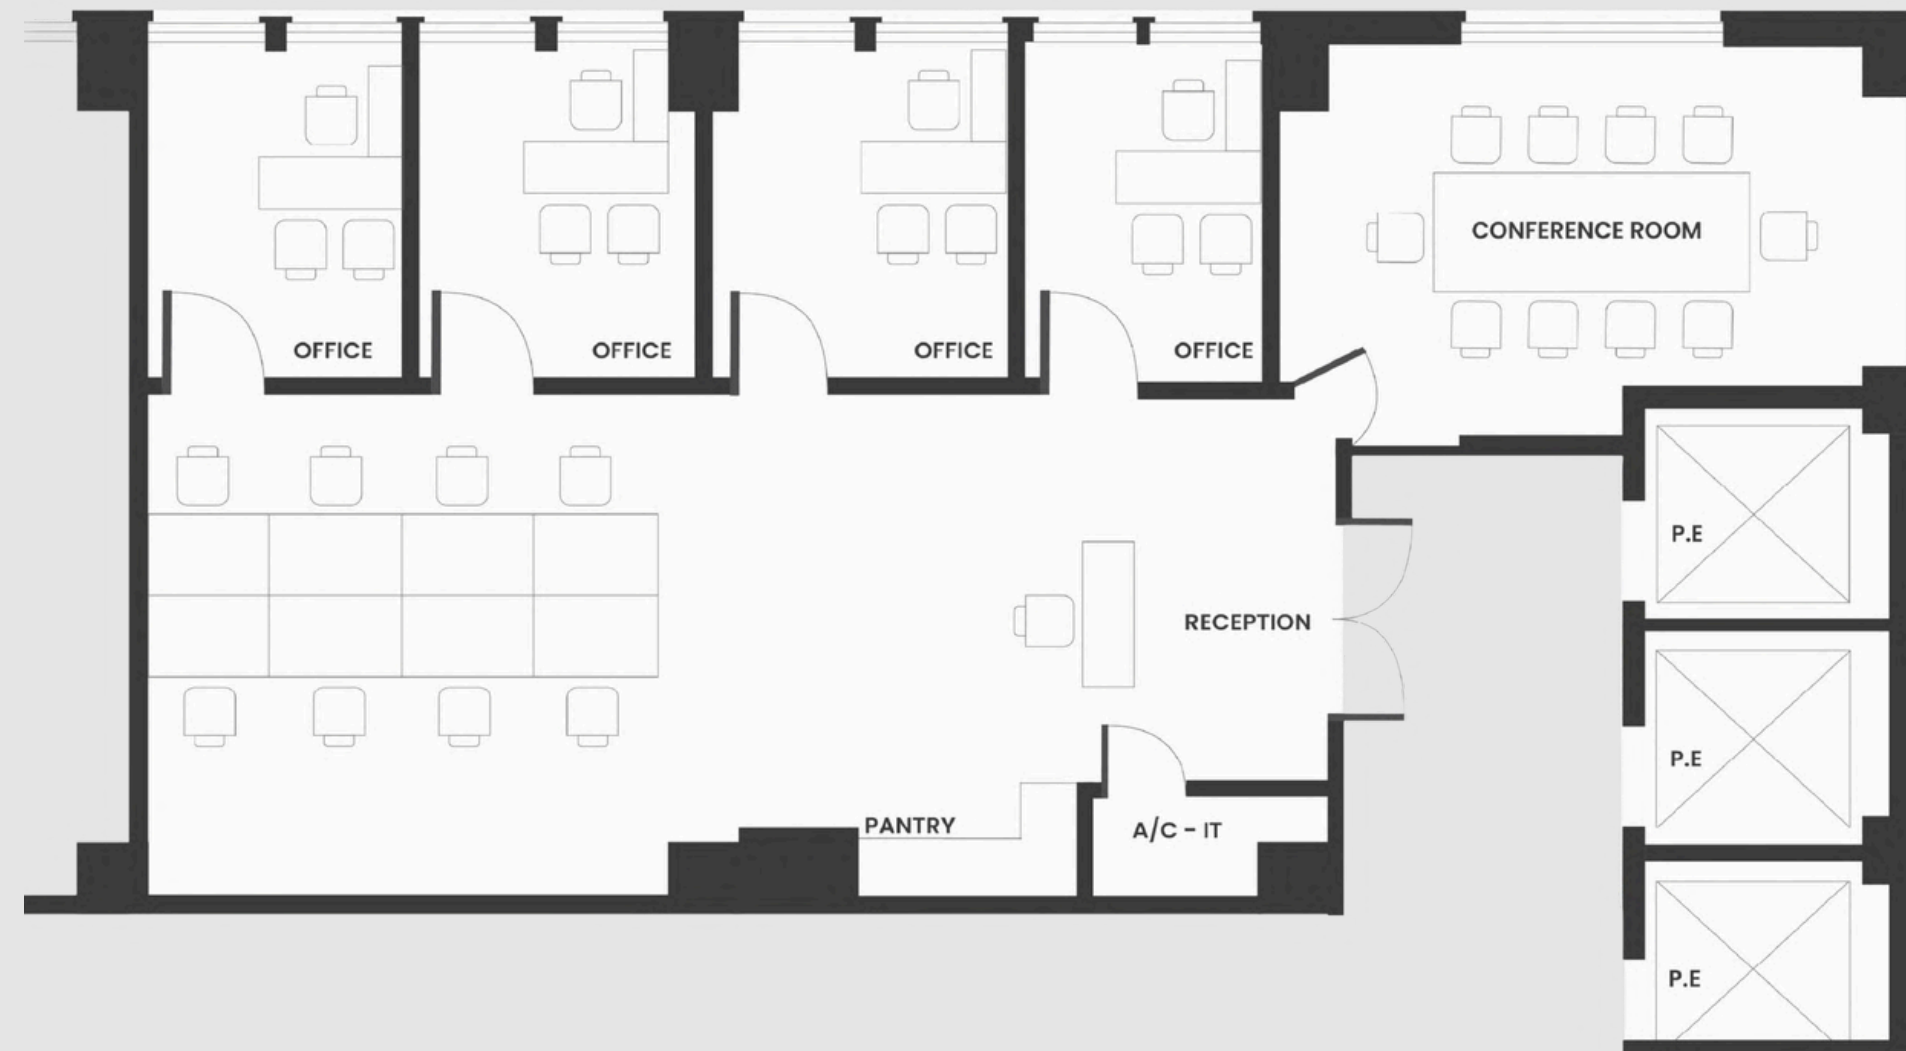 CONFERENCE ROOM
OFFICE
OFFICE
OFFICE
OFFICE
P.E
RECEPTION
P.E
PANTRY
A/C - IT
P.E